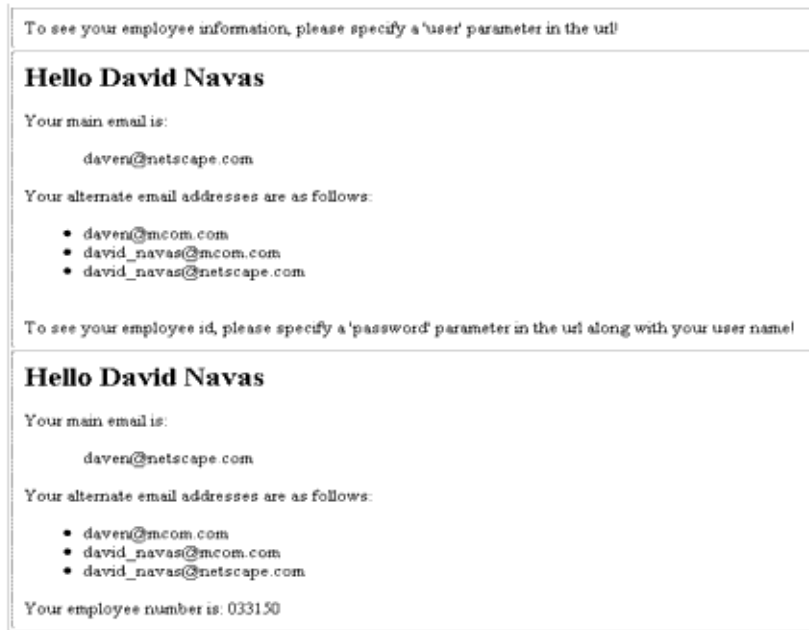 To see your employee information, please specify a 'user' parameter in the url!
Hello David Navas
Your main email is:
daven@netscape.com
Your alternate email addresses are as follows:
• daven@mcom.com
• david_navas@mcom.com
• david_navas@netscape.com
To see your employee id, please specify a 'password' parameter in the url along with your user name!
Hello David Navas
Your main email is:
daven@netscape.com
Your alternate email addresses are as follows:
• daven@mcom.com
• david_navas@mcom.com
• david_navas@netscape.com
Your employee number is: 033150